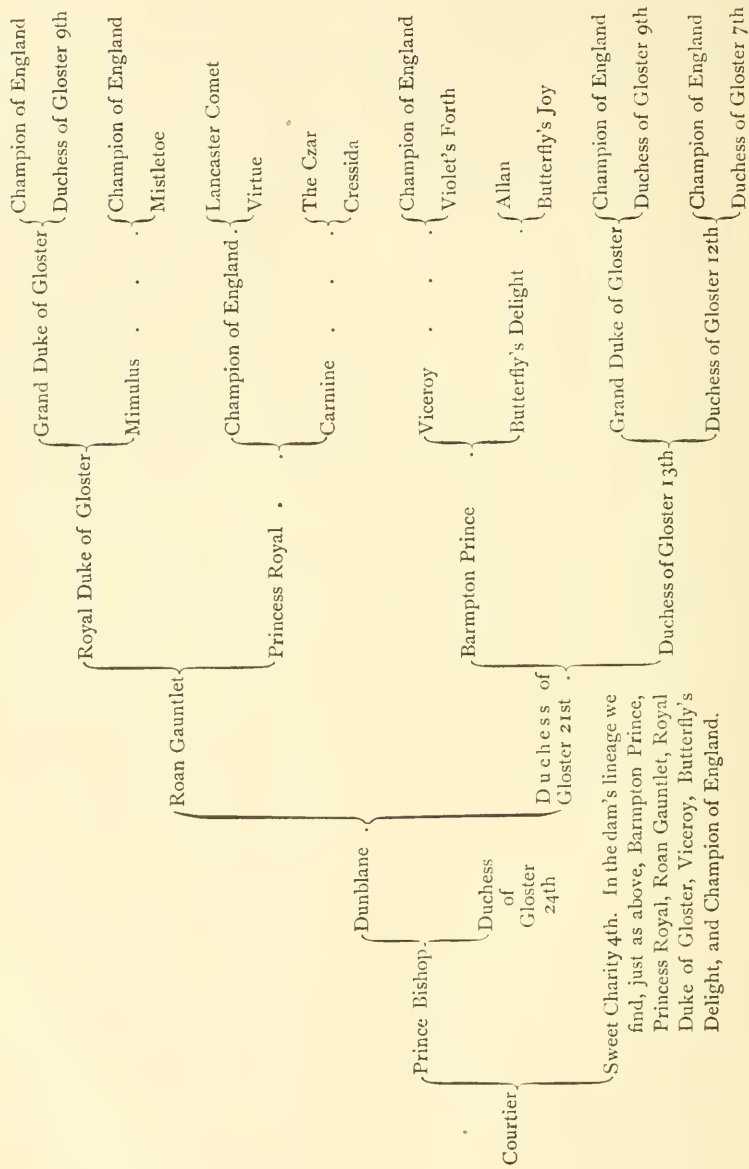 Courtier
Prince Bishop.
Dunblane .
Roan Gauntlet
Royal Duke of Gloster
Grand Duke of Gloster
Champion of England
Duchess of Gloster 9th
Mimulus . . .
Champion of England
Mistletoe
Princess Royal . .
Champion of England .
Lancaster Comet
Virtue
Carmine . . .
The Czar
Cressida
Duchess of
Gloster 21st .
Barmpton Prince .
Viceroy . . .
Champion of England
Violet's Forth
Butterfly's Delight .
Allan
Butterfly's Joy
Duchess of Gloster 13th
Grand Duke of Gloster
Champion of England
Duchess of Gloster 9th
Duchess of Gloster 12th
Champion of England
Duchess of Gloster 7th
Duchess
of
Gloster
24th
Sweet Charity 4th. In the dam's lineage we
find, just as above, Barmpton Prince,
Princess Royal, Roan Gauntlet, Royal
Duke of Gloster, Viceroy, Butterfly's
Delight, and Champion of England.